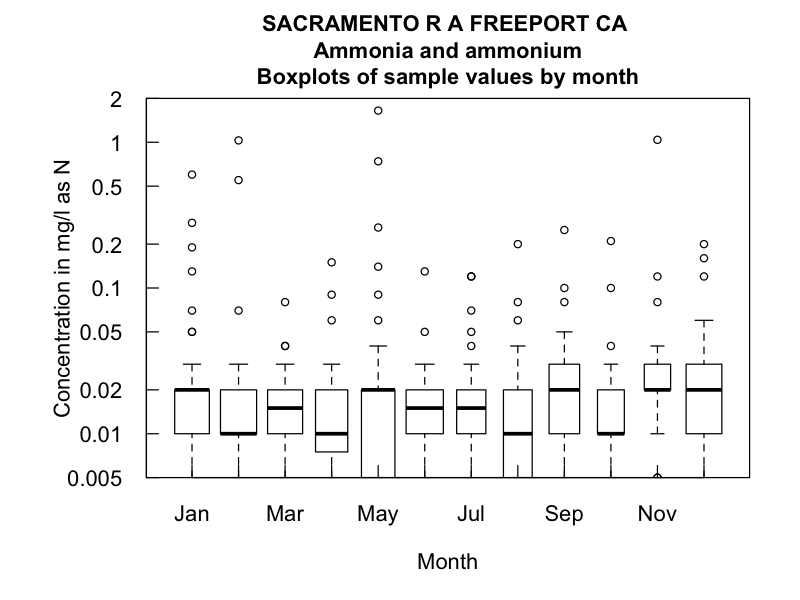 SACRAMENTO R A FREEPORT CA
Ammonia and ammonium
Boxplots of sample values by month
Concentration in mg/l as N
2
1
0.5
0.2
0.1
0.05
0.02
0.01
0.005
Jan Mar May Jul Sep Nov
Month